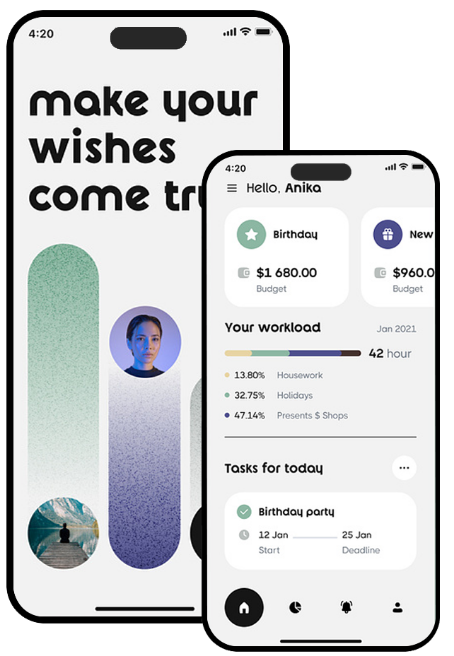 4:20
make your
wishes
come tru
4:20
Hello, Anika
Birthday
$1 680.00
Budget
New
$960.0
Budget
Your workload
Jan 2021
42 hour
13.80% Housework
32.75% Holidays
47.14% Presents $ Shops
Tasks for today
Birthday party
12 Jan
25 Jan
Start
Deadline